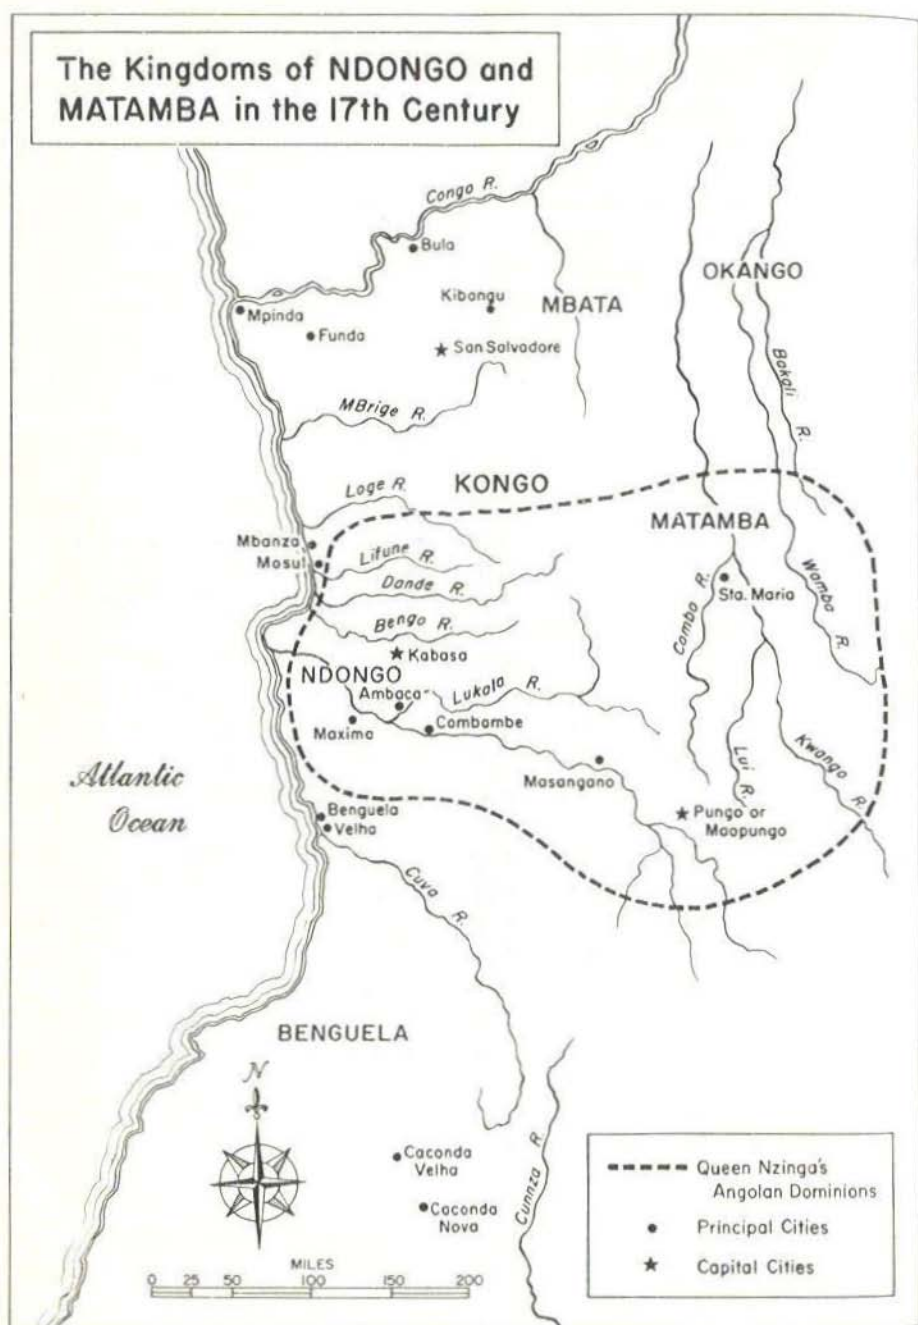 The Kingdoms of NDONGO and
MATAMBA in the 17th Century
Congo R.
Bula
OKANGO
MBATA
Kibangu
Mpinda
Funda
San Salvadore
Bakali R.
MBrige R.
Loge R.
KONGO
MATAMBA
Mbanza
Mosul
Lifune R.
Dande R.
Cambo R.
Sta. Maria
Wamba R.
Bengo R.
Kabasa
NDONGO
Ambaca
Lukala R.
Maxima
Combambe
Masangano
Lui R.
Kwango R.
Atlantic
Ocean
Benguela
Velha
Pungo or
Maopungo
Cuva R.
BENGUELA
N
Caconda
Velha
Caconda
Nova
Cunnza R.
MILES
0 25 50 100 150 200
Queen Nzinga's
Angolan Dominions
Principal Cities
Capital Cities